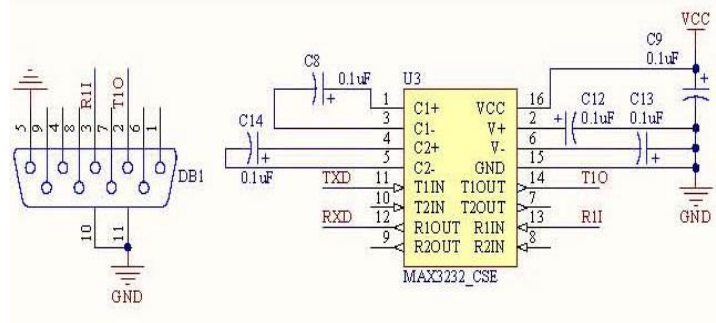 VCC
C9
0.1uF
C8
0.1uF
U3
R1I
T1O
5 9 4 8 3 7 2 6 1
DB1
10 11
GND
C14
0.1uF
1 C1+ VCC 16
3 C1- V+ 2
4 C2+ V- 6
5 C2- GND 15
TXD 11 T1IN T1OUT 14 T1O
10 T2IN T2OUT 7
RXD 12 R1OUT R1IN 13 R1I
9 R2OUT R2IN 8
MAX3232_CSE
C12 C13
0.1uF 0.1uF
GND